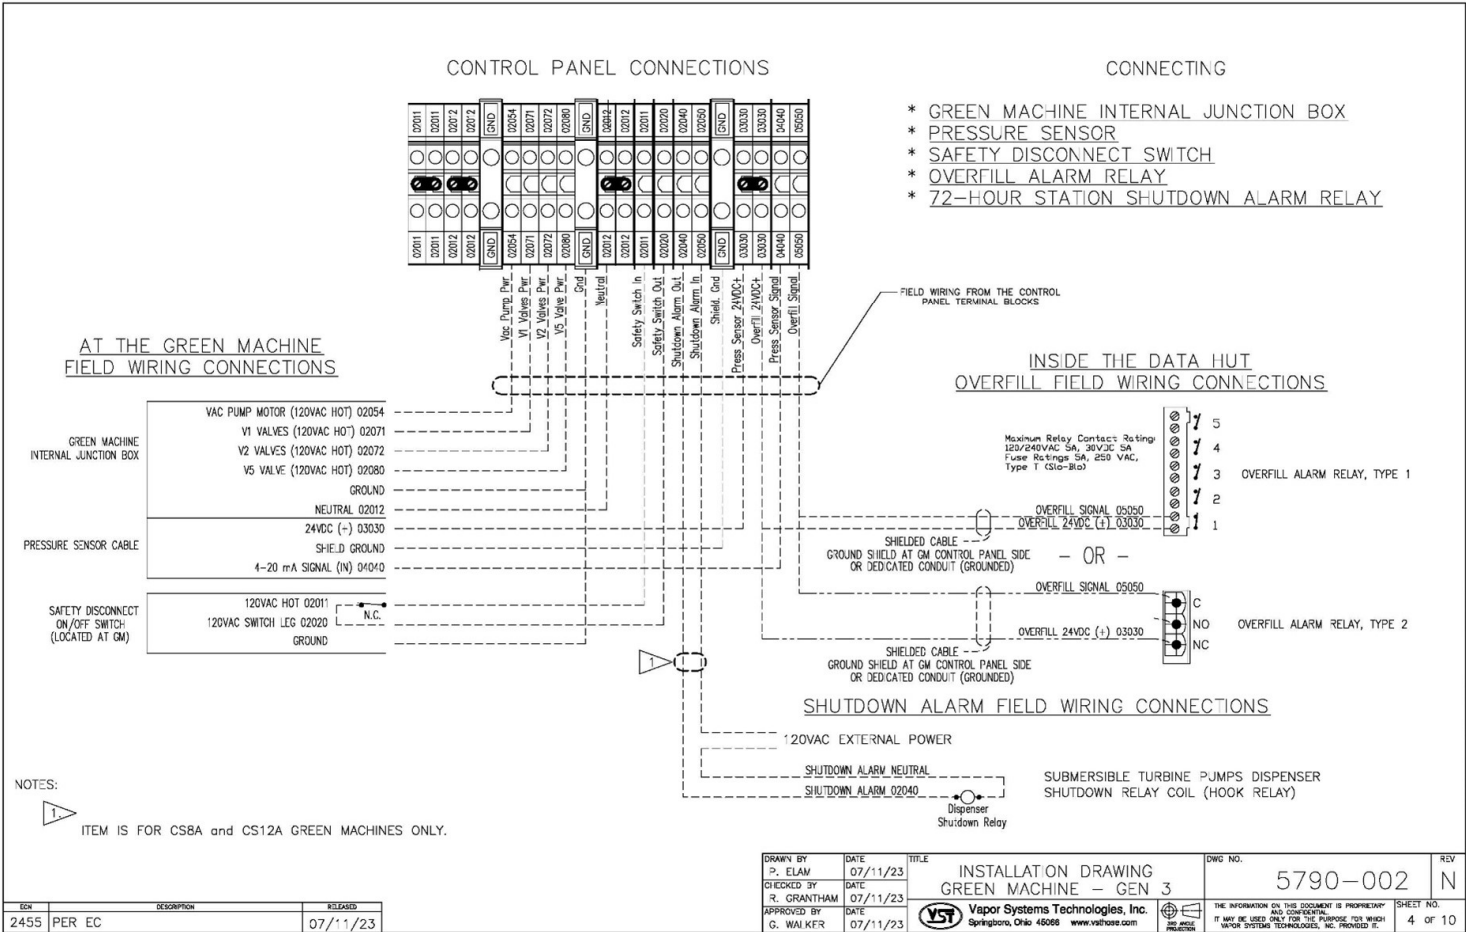 CONTROL PANEL CONNECTIONS
CONNECTING
* GREEN MACHINE INTERNAL JUNCTION BOX
* PRESSURE SENSOR
* SAFETY DISCONNECT SWITCH
* OVERFILL ALARM RELAY
* 72-HOUR STATION SHUTDOWN ALARM RELAY
02011 02011 02012 02012 GND 02054 02071 02072 02080 GND 02012 02012 02011 02020 02040 02050 GND 03030 03030 04040 05050
02011 02011 02012 02012 GND 02054 02071 02072 02080 GND 02012 02012 02011 02020 02040 02050 GND 03030 03030 04040 05050
Vac Pump Pwr
V1 Valves Pwr
V2 Valves Pwr
V5 Valve Pwr
Gnd
Neutral
Safety Switch In
Safety Switch Out
Shutdown Alarm Out
Shutdown Alarm In
Shield. Gnd
Press Sensor 24VDC+
Overfil 24VDC+
Press Sensor Signal
Overfil Signal
FIELD WIRING FROM THE CONTROL
PANEL TERMINAL BLOCKS
AT THE GREEN MACHINE
FIELD WIRING CONNECTIONS
GREEN MACHINE
INTERNAL JUNCTION BOX
VAC PUMP MOTOR (120VAC HOT) 02054
V1 VALVES (120VAC HOT) 02071
V2 VALVES (120VAC HOT) 02072
V5 VALVE (120VAC HOT) 02080
GROUND
NEUTRAL 02012
PRESSURE SENSOR CABLE
24VDC (+) 03030
SHIELD GROUND
4-20 mA SIGNAL (IN) 04040
SAFETY DISCONNECT
ON/OFF SWITCH
(LOCATED AT GM)
120VAC HOT 02011
N.C.
120VAC SWITCH LEG 02020
GROUND
INSIDE THE DATA HUT
OVERFILL FIELD WIRING CONNECTIONS
Maximum Relay Contact Rating:
120/240VAC 5A, 30VDC 5A
Fuse Ratings 5A, 250 VAC,
Type T (Slo-Blo)
5
4
3
2
1
OVERFILL ALARM RELAY, TYPE 1
OVERFILL SIGNAL 05050
OVERFILL 24VDC (+) 03030
SHIELDED CABLE
GROUND SHIELD AT GM CONTROL PANEL SIDE
OR DEDICATED CONDUIT (GROUNDED)
- OR -
OVERFILL SIGNAL 05050
OVERFILL 24VDC (+) 03030
C
NO
NC
OVERFILL ALARM RELAY, TYPE 2
SHIELDED CABLE
GROUND SHIELD AT GM CONTROL PANEL SIDE
OR DEDICATED CONDUIT (GROUNDED)
1
SHUTDOWN ALARM FIELD WIRING CONNECTIONS
120VAC EXTERNAL POWER
SHUTDOWN ALARM NEUTRAL
SHUTDOWN ALARM 02040
Dispenser
Shutdown Relay
SUBMERSIBLE TURBINE PUMPS DISPENSER
SHUTDOWN RELAY COIL (HOOK RELAY)
NOTES:
1.
ITEM IS FOR CS8A and CS12A GREEN MACHINES ONLY.
ECN DESCRIPTION RELEASED
2455 PER EC 07/11/23
DRAWN BY DATE
P. ELAM 07/11/23
CHECKED BY DATE
R. GRANTHAM 07/11/23
APPROVED BY DATE
G. WALKER 07/11/23
TITLE
INSTALLATION DRAWING
GREEN MACHINE - GEN 3
VST
Vapor Systems Technologies, Inc.
Springboro, Ohio 45066 www.vsthose.com
3RD ANGLE
PROJECTION
DWG NO.
5790-002
REV
N
THE INFORMATION ON THIS DOCUMENT IS PROPRIETARY
AND CONFIDENTIAL.
IT MAY BE USED ONLY FOR THE PURPOSE FOR WHICH
VAPOR SYSTEMS TECHNOLOGIES, INC. PROVIDED IT.
SHEET NO.
4 OF 10